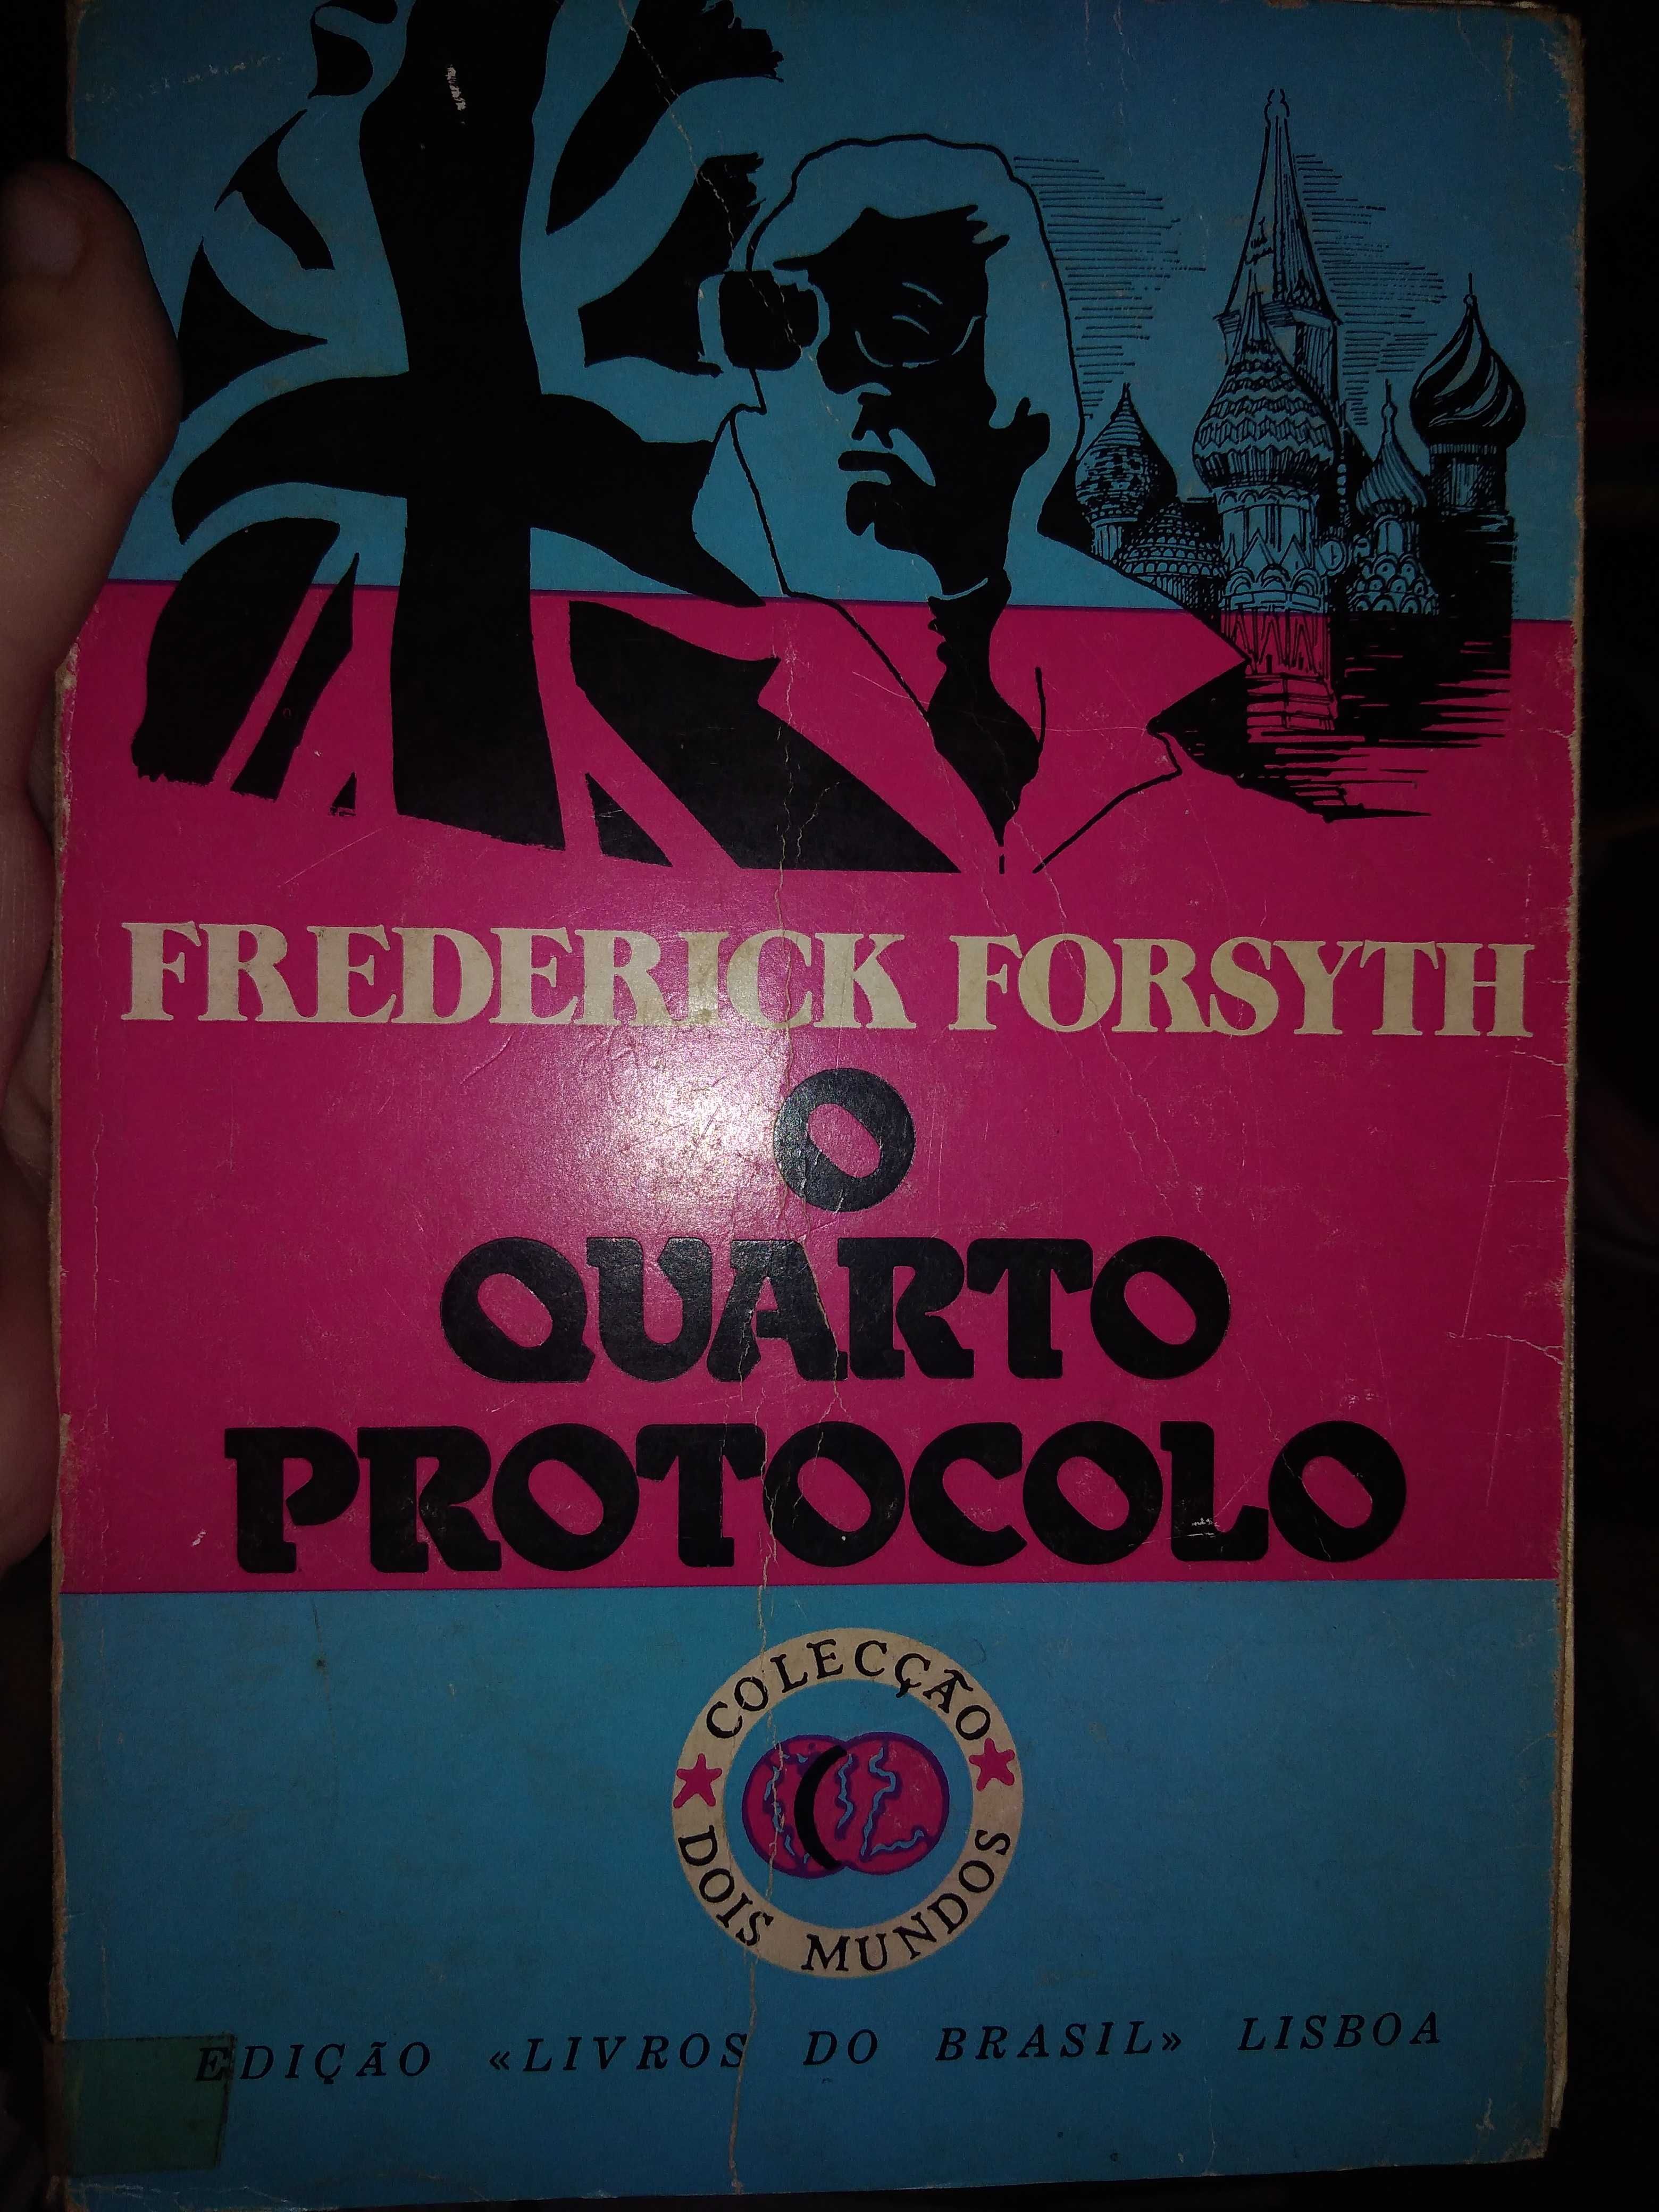 FREDERICK FORSYTH
O
QUARTO
PROTOCOLO
COLECÇÃO
DOIS MUNDOS
EDIÇÃO «LIVROS DO BRASIL» LISBOA